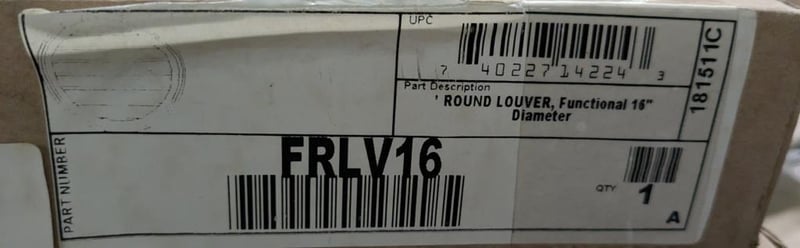 UPC
7 40227 14224 3
Part Description
' ROUND LOUVER, Functional 16"
Diameter
181511C
PART NUMBER
FRLV16
QTY
1
A